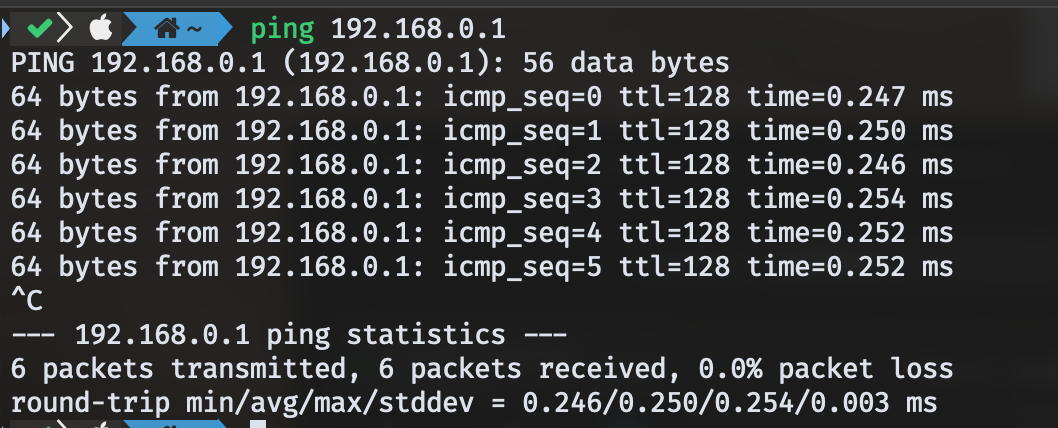 ~ ping 192.168.0.1
PING 192.168.0.1 (192.168.0.1): 56 data bytes
64 bytes from 192.168.0.1: icmp_seq=0 ttl=128 time=0.247 ms
64 bytes from 192.168.0.1: icmp_seq=1 ttl=128 time=0.250 ms
64 bytes from 192.168.0.1: icmp_seq=2 ttl=128 time=0.246 ms
64 bytes from 192.168.0.1: icmp_seq=3 ttl=128 time=0.254 ms
64 bytes from 192.168.0.1: icmp_seq=4 ttl=128 time=0.252 ms
64 bytes from 192.168.0.1: icmp_seq=5 ttl=128 time=0.252 ms
^C
--- 192.168.0.1 ping statistics ---
6 packets transmitted, 6 packets received, 0.0% packet loss
round-trip min/avg/max/stddev = 0.246/0.250/0.254/0.003 ms